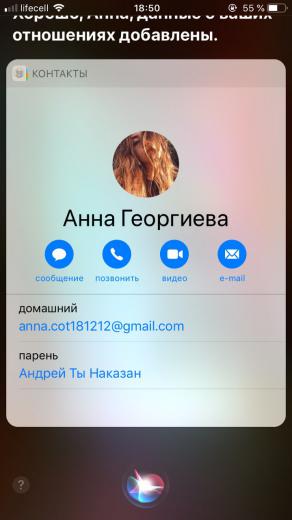 lifecell 18:50 55 %
Хорошо, Анна, данные о ваших
отношениях добавлены.
КОНТАКТЫ
Анна Георгиева
сообщение позвонить видео e-mail
домашний
anna.cot181212@gmail.com
парень
Андрей Ты Наказан
?